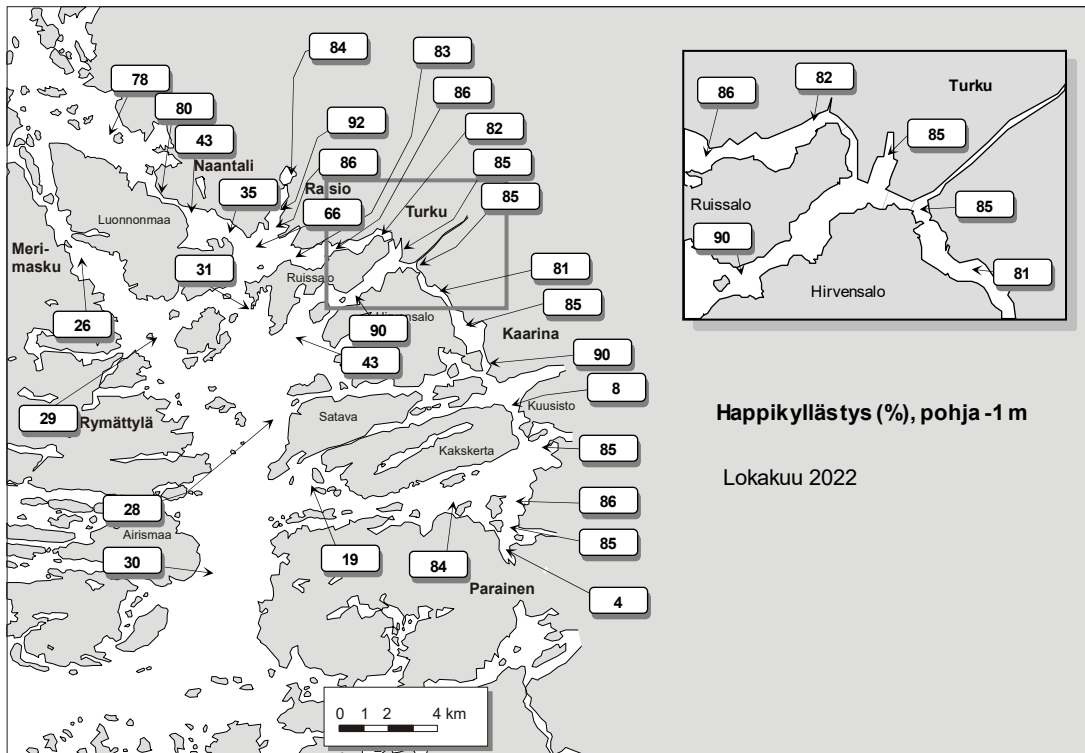 84
83
78
86
80
92
82
43
Naantali
86
85
35
Raisio
85
66
Turku
Luonnonmaa
Meri-
masku
31
Ruissalo
81
26
Hirvensalo
85
90
Kaarina
43
90
8
29
Rymättylä
Satava
Kuusisto
Kakskerta
85
28
86
Airismaa
85
30
19
84
Parainen
4
0 1 2 4 km
82
Turku
86
85
Ruissalo
85
90
81
Hirvensalo
Happikyllästys (%), pohja -1 m
Lokakuu 2022